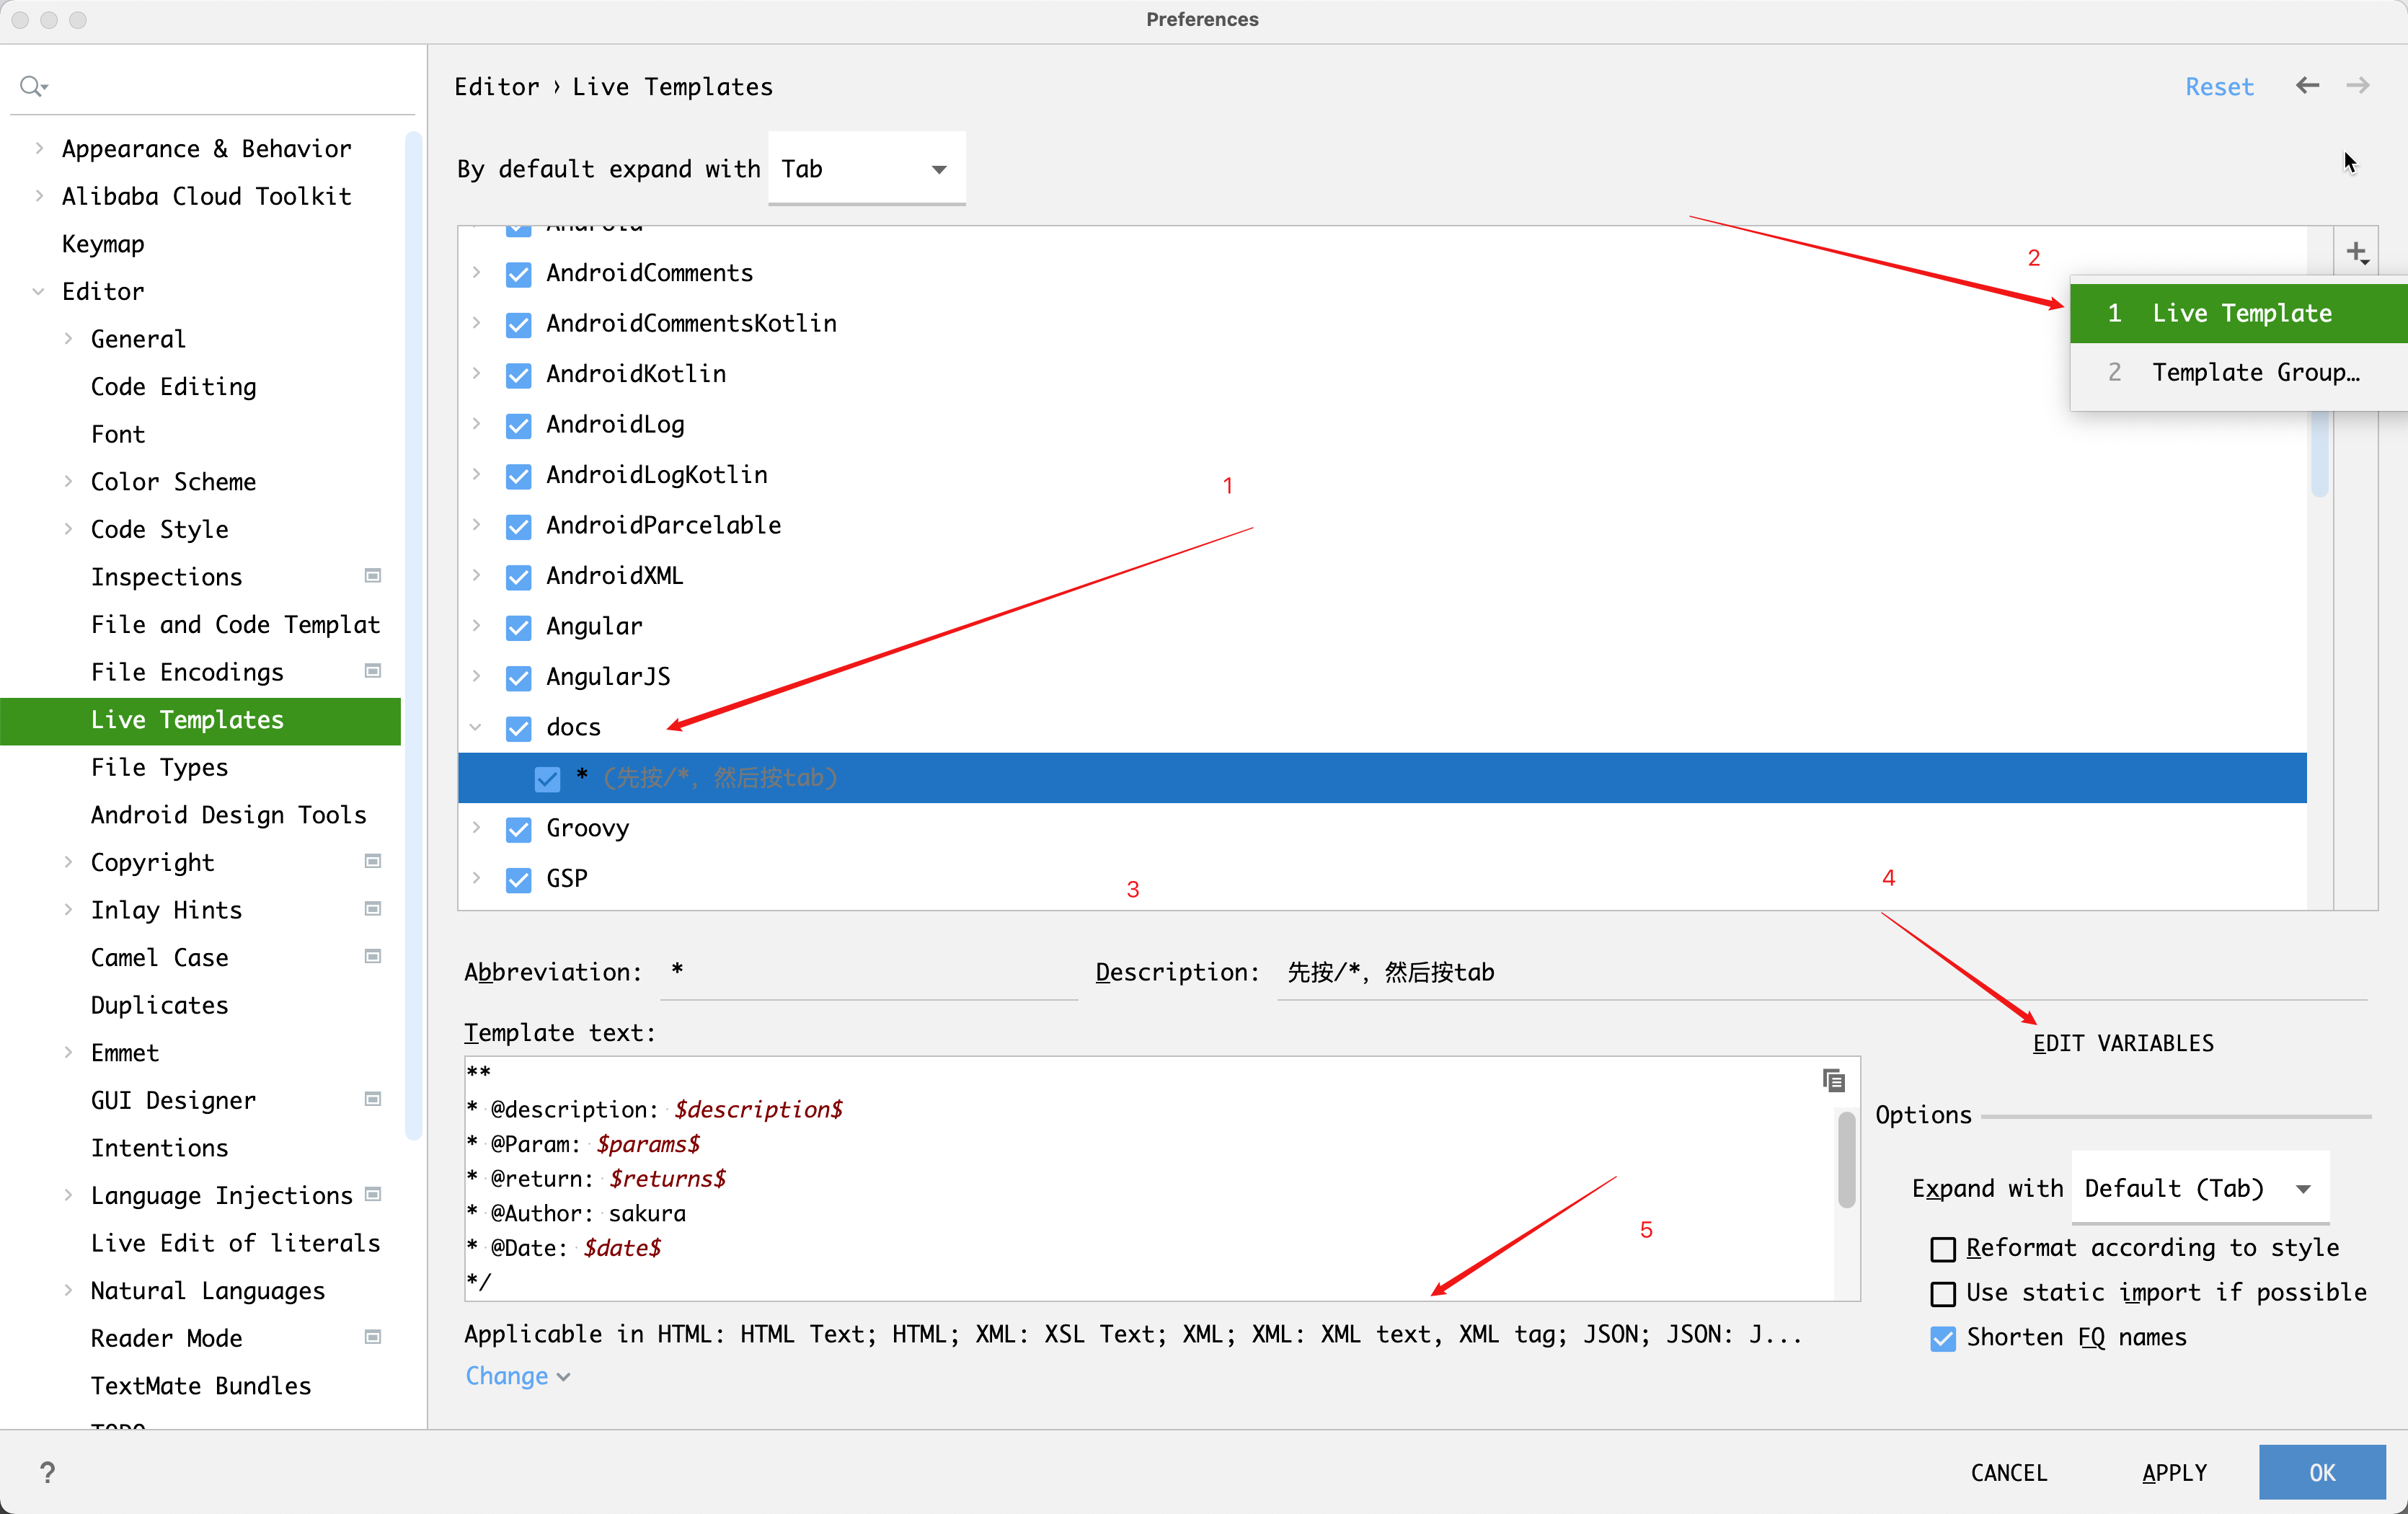 Preferences
Editor › Live Templates
Reset
By default expand with Tab
Appearance & Behavior
Alibaba Cloud Toolkit
Keymap
Editor
General
Code Editing
Font
Color Scheme
Code Style
Inspections
File and Code Templat
File Encodings
Live Templates
File Types
Android Design Tools
Copyright
Inlay Hints
Camel Case
Duplicates
Emmet
GUI Designer
Intentions
Language Injections
Live Edit of literals
Natural Languages
Reader Mode
TextMate Bundles
TODO
Android
AndroidComments
AndroidCommentsKotlin
AndroidKotlin
AndroidLog
AndroidLogKotlin
AndroidParcelable
AndroidXML
Angular
AngularJS
docs
* (先按/*, 然后按tab)
Groovy
GSP
1
2
1 Live Template
2 Template Group...
3
4
Abbreviation: *
Description: 先按/*, 然后按tab
Template text:
**
* @description: $description$
* @Param: $params$
* @return: $returns$
* @Author: sakura
* @Date: $date$
*/
5
EDIT VARIABLES
Options
Expand with Default (Tab)
Reformat according to style
Use static import if possible
Shorten FQ names
Applicable in HTML: HTML Text; HTML; XML: XSL Text; XML; XML: XML text, XML tag; JSON; JSON: J...
Change
?
CANCEL
APPLY
OK